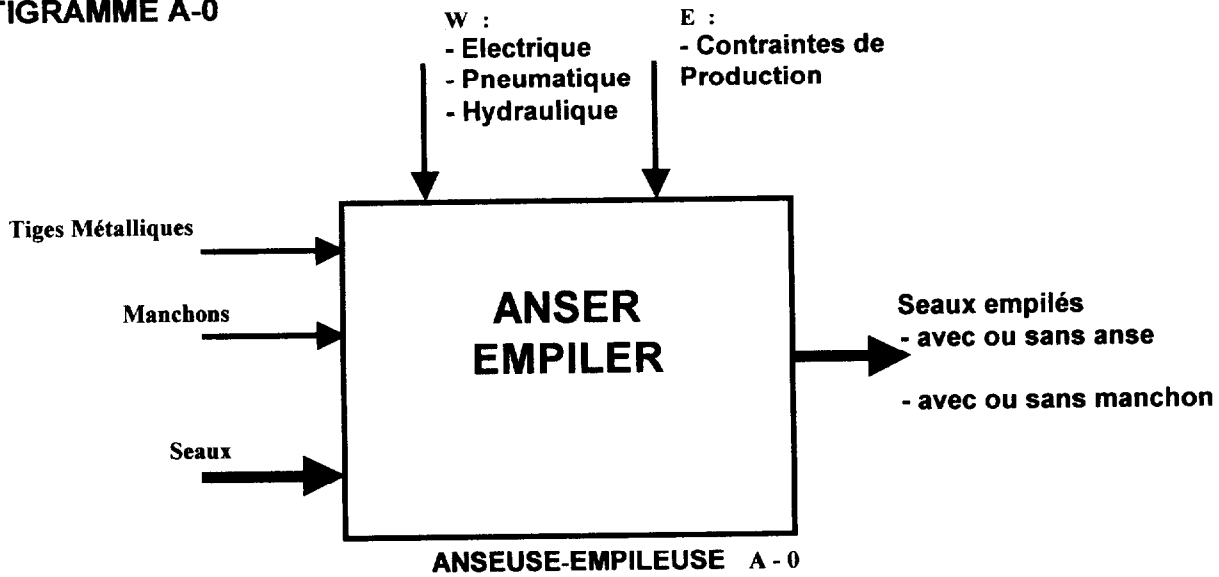 TIGRAMME A-0
W :
- Electrique
- Pneumatique
- Hydraulique
E :
- Contraintes de
Production
Tiges Métalliques
Manchons
Seaux
ANSER
EMPILER
Seaux empilés
- avec ou sans anse
- avec ou sans manchon
ANSEUSE-EMPILEUSE A - 0